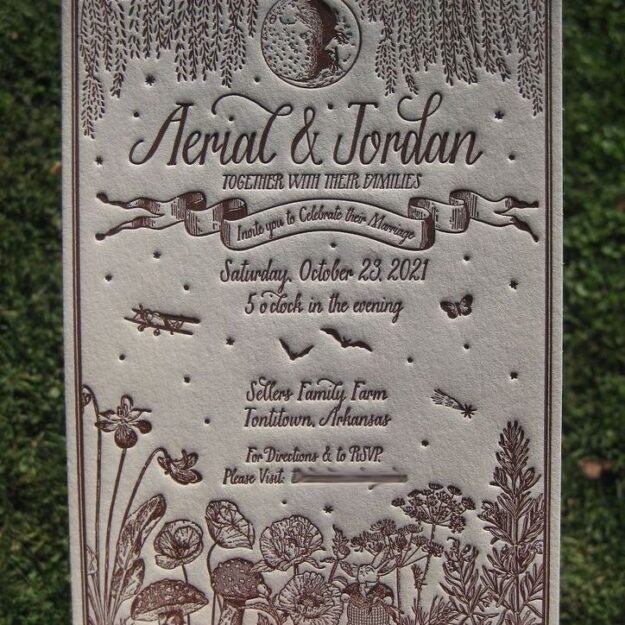 Aerial & Jordan
TOGETHER WITH THEIR FAMILIES
Invite you to Celebrate their Marriage
Saturday, October 23, 2021
5 o'clock in the evening
Sellers Family Farm
Tontitown, Arkansas
For Directions & to RSVP
Please Visit: